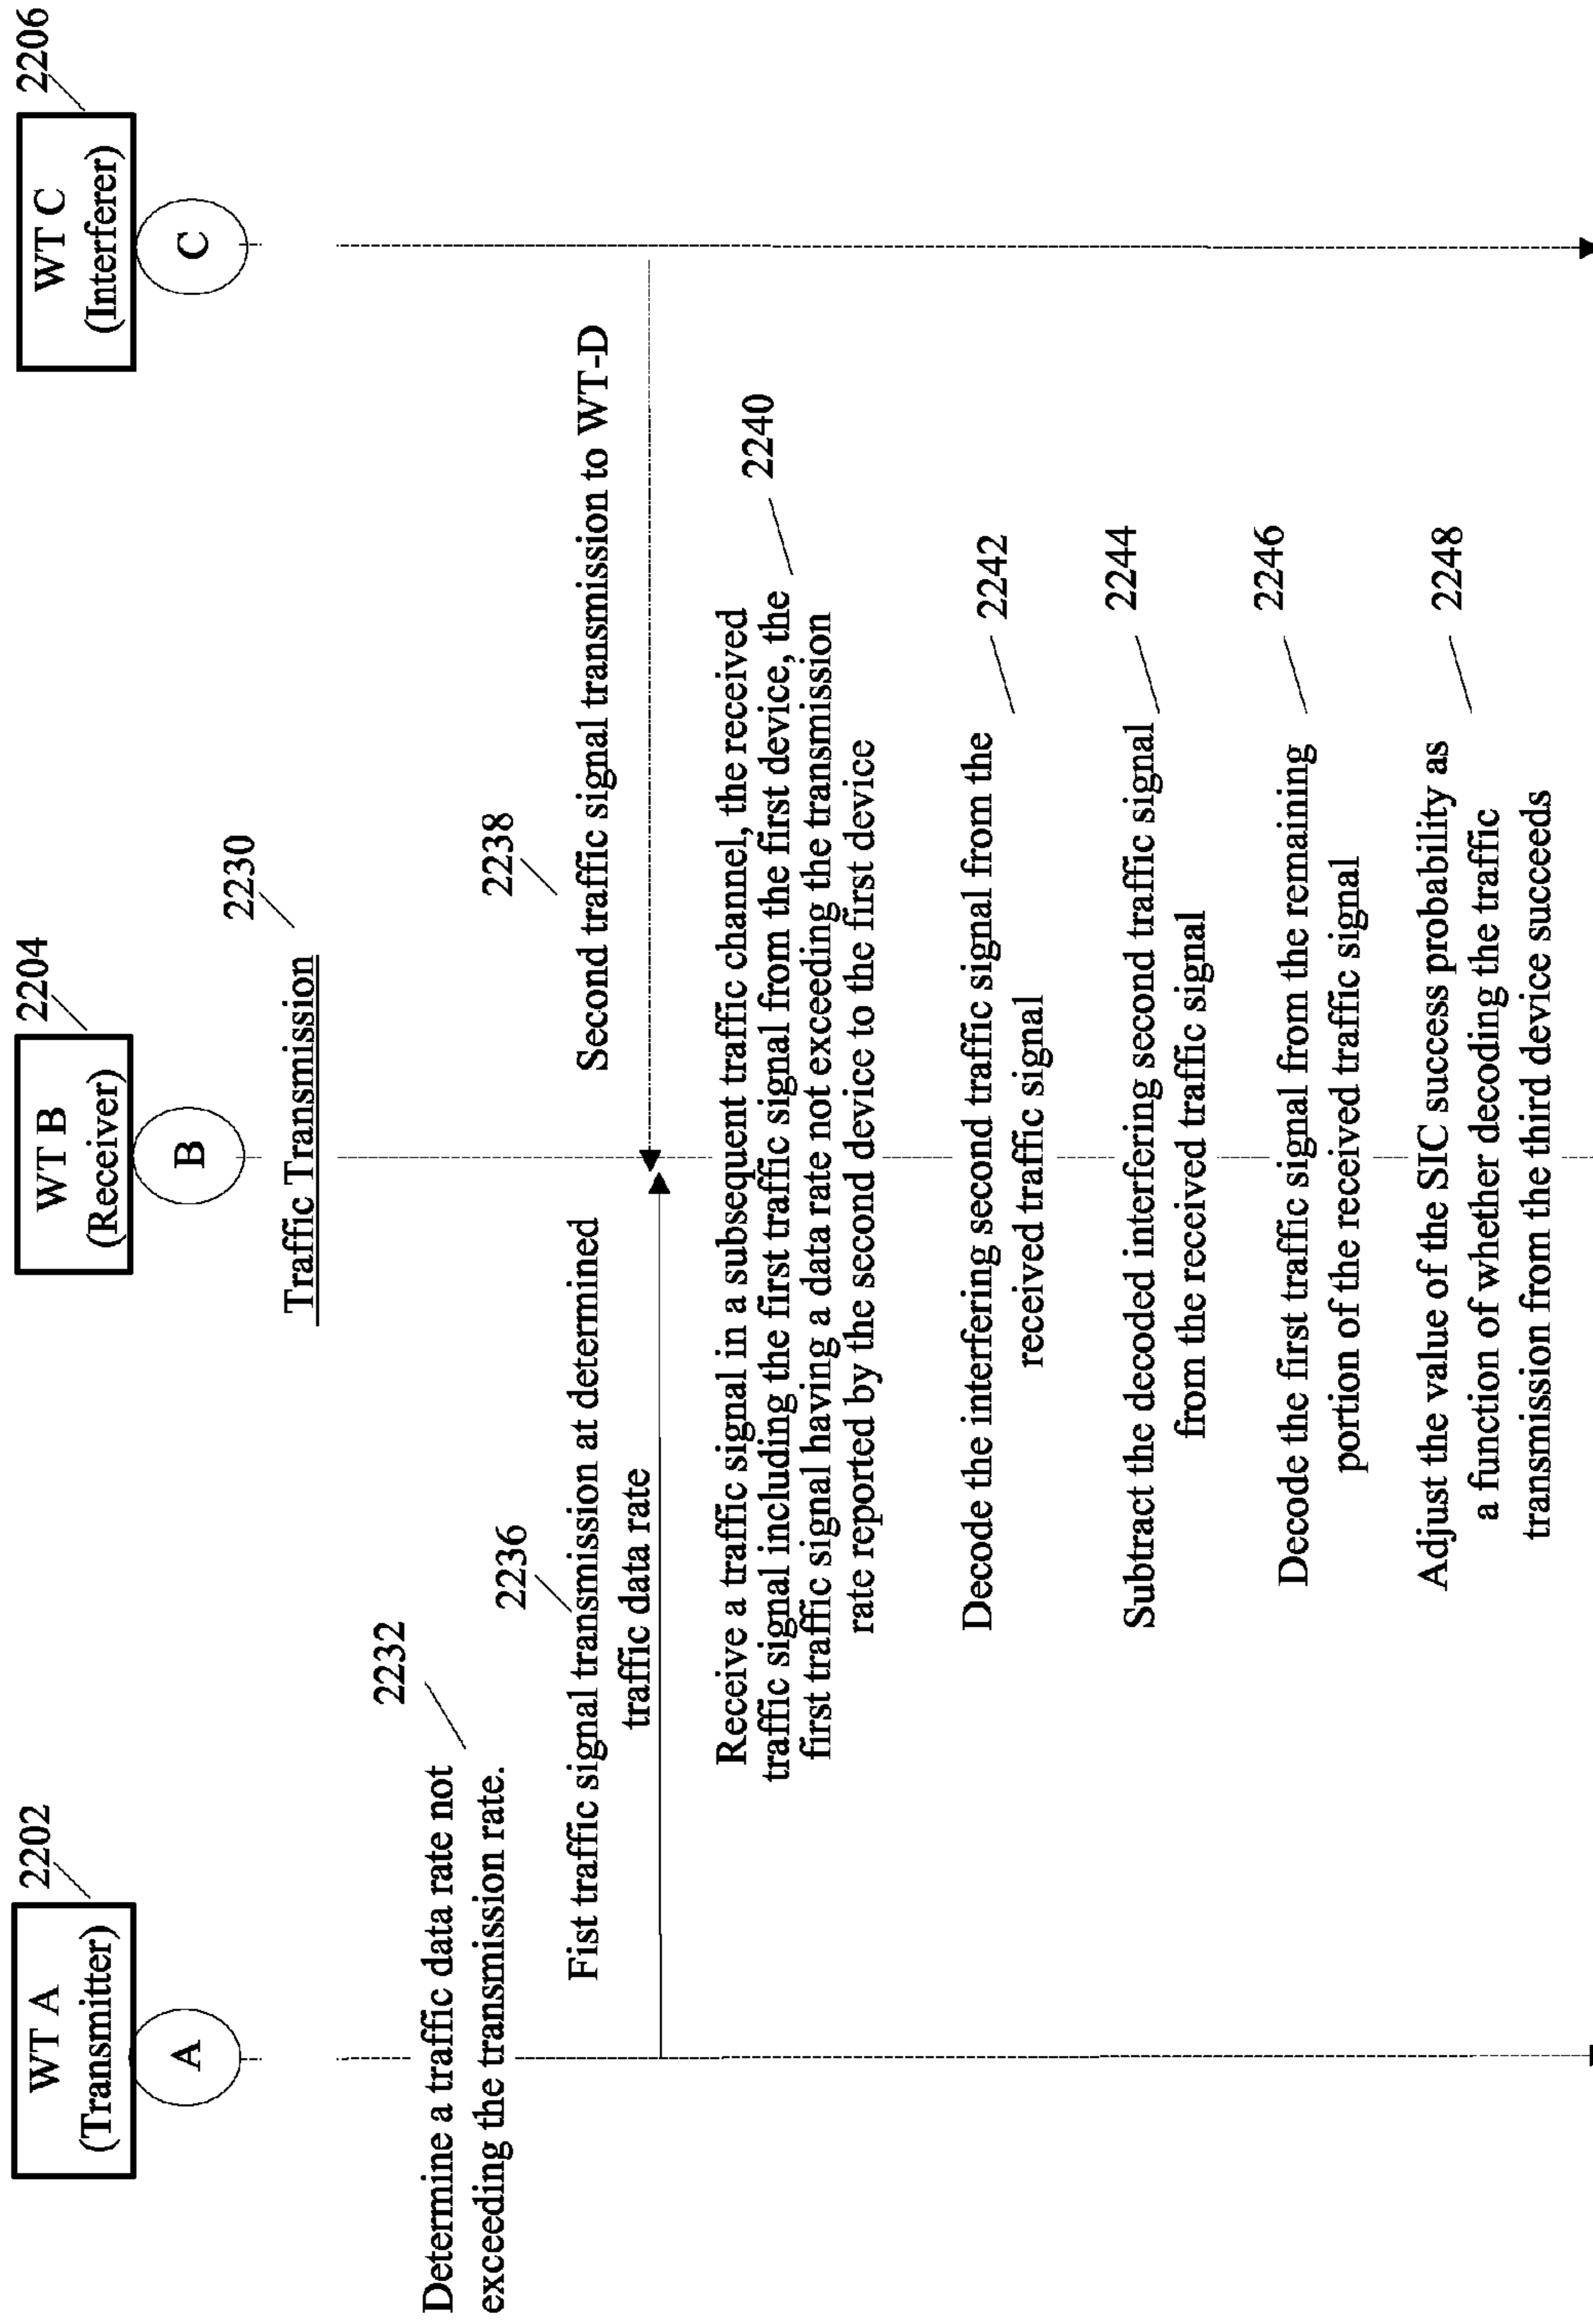 WT A
(Transmitter)
2202
A
WT B
(Receiver)
2204
B
WT C
(Interferer)
2206
C
Traffic Transmission
2230
Determine a traffic data rate not
exceeding the transmission rate.
2232
2236
Fist traffic signal transmission at determined
traffic data rate
2238
Second traffic signal transmission to WT-D
Receive a traffic signal in a subsequent traffic channel, the received
traffic signal including the first traffic signal from the first device, the
first traffic signal having a data rate not exceeding the transmission
rate reported by the second device to the first device
2240
Decode the interfering second traffic signal from the
received traffic signal
2242
Subtract the decoded interfering second traffic signal
from the received traffic signal
2244
Decode the first traffic signal from the remaining
portion of the received traffic signal
2246
Adjust the value of the SIC success probability as
a function of whether decoding the traffic
transmission from the third device succeeds
2248